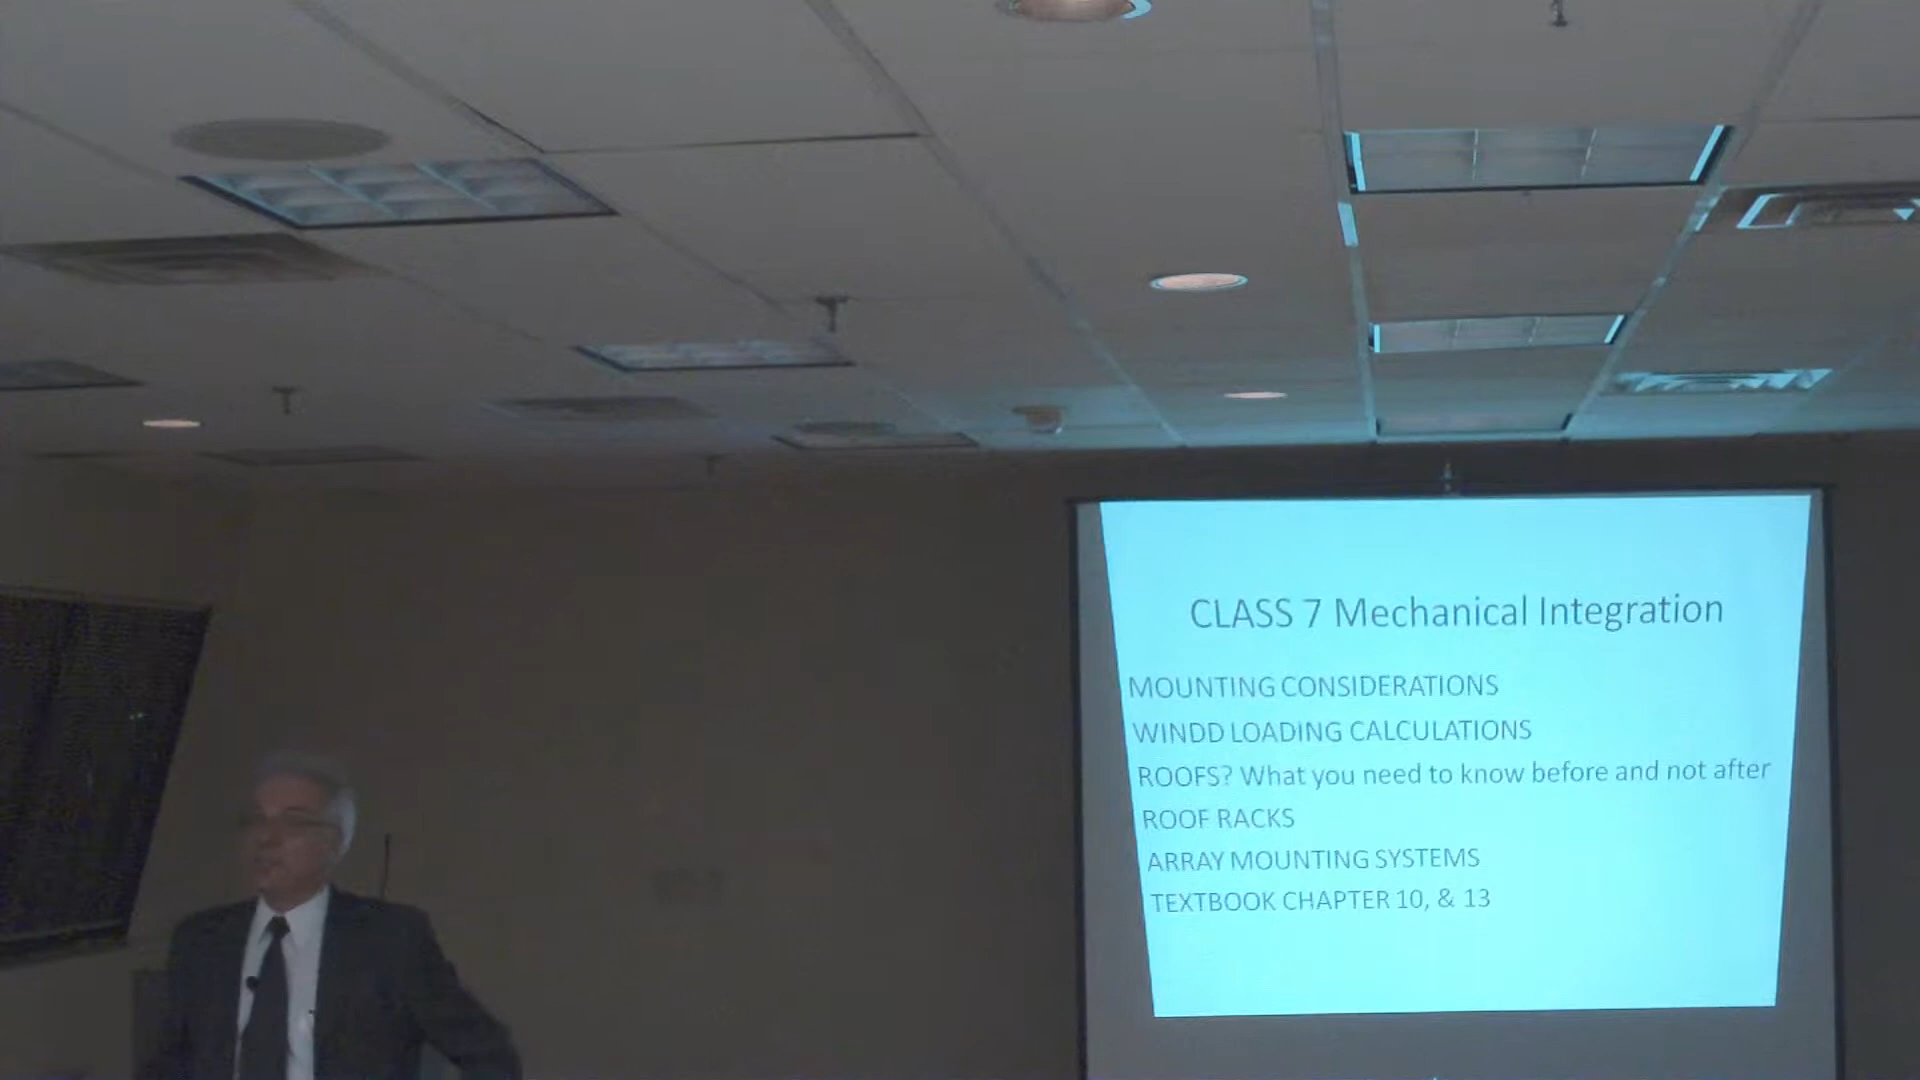 CLASS 7 Mechanical Integration
MOUNTING CONSIDERATIONS
WINDD LOADING CALCULATIONS
ROOFS? What you need to know before and not after
ROOF RACKS
ARRAY MOUNTING SYSTEMS
TEXTBOOK CHAPTER 10, & 13